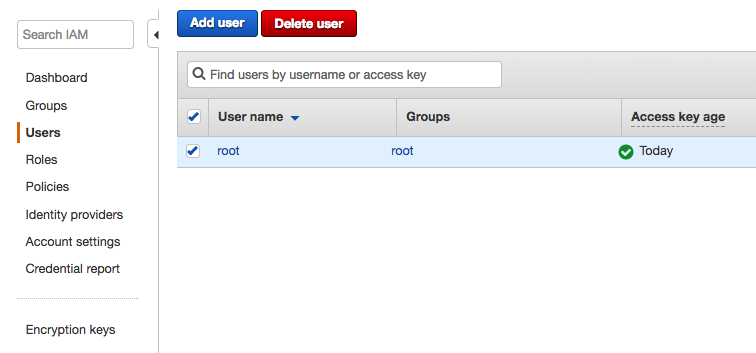 Search IAM
Dashboard
Groups
Users
Roles
Policies
Identity providers
Account settings
Credential report
Encryption keys
Add user Delete user
Find users by username or access key
User name Groups Access key age
root root Today